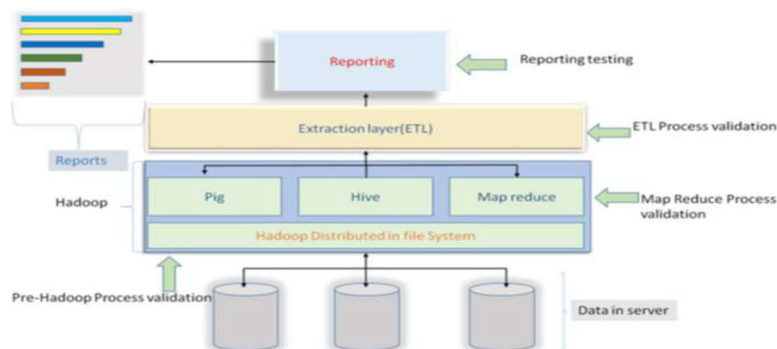 Reporting
Reporting testing
Extraction layer(ETL)
ETL Process validation
Reports
Hadoop
Pig
Hive
Map reduce
Map Reduce Process
validation
Hadoop Distributed in file System
Pre-Hadoop Process validation
Data in server